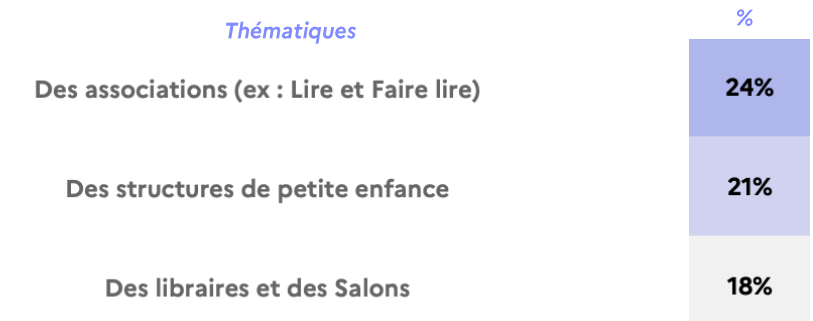 Thématiques %
Des associations (ex : Lire et Faire lire) 24%
Des structures de petite enfance 21%
Des libraires et des Salons 18%